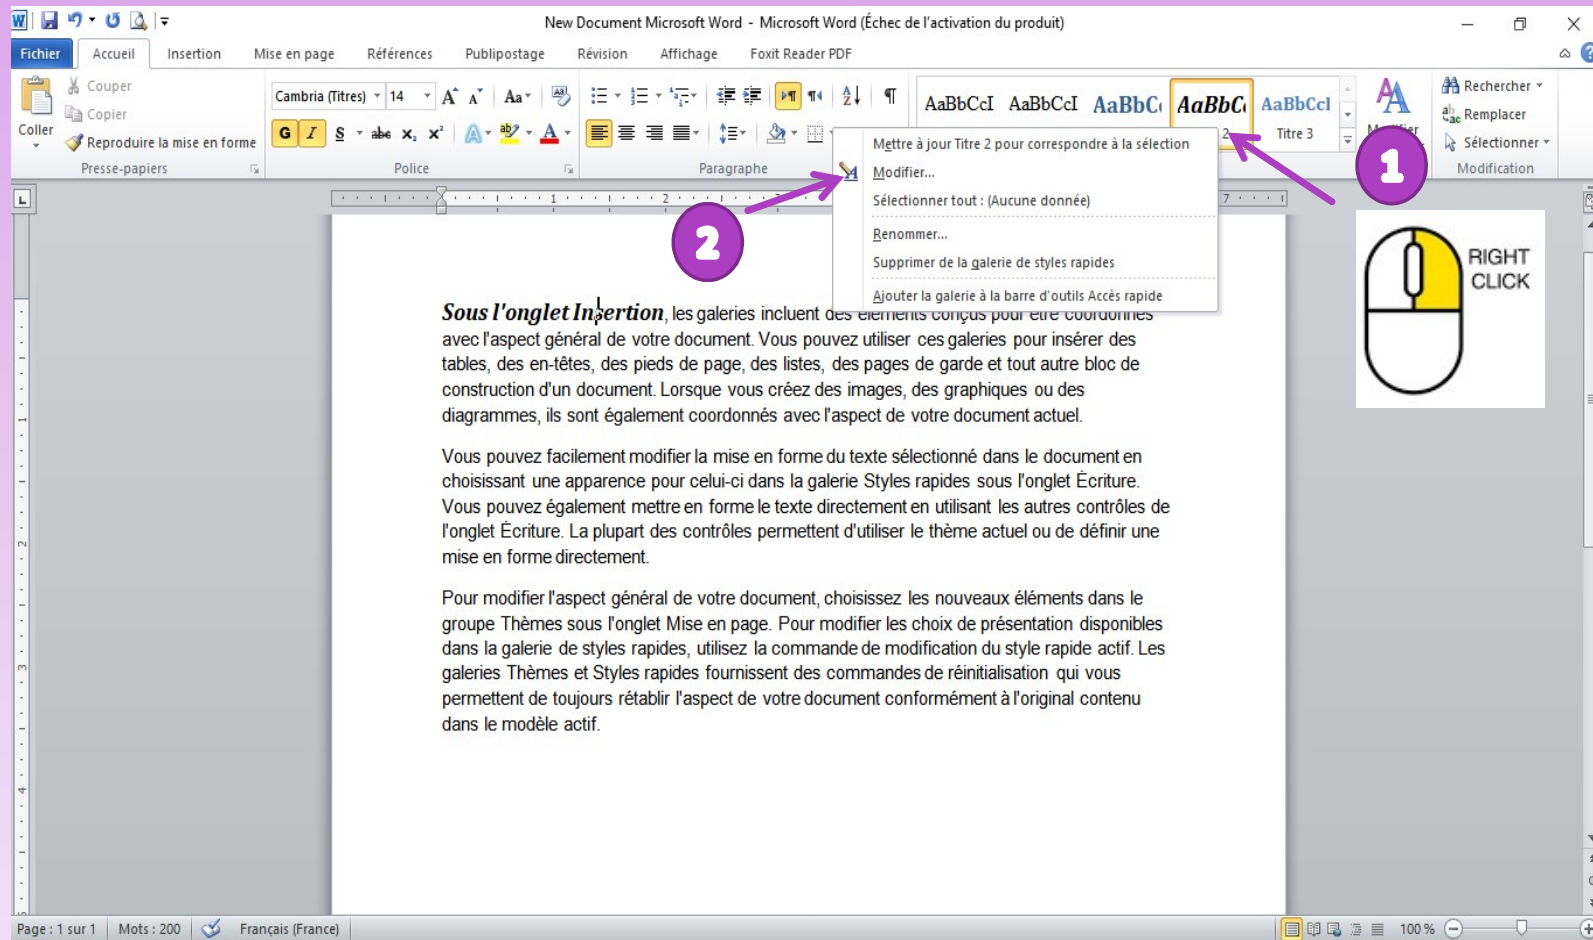 New Document Microsoft Word - Microsoft Word (Échec de l'activation du produit)
Fichier Accueil Insertion Mise en page Références Publipostage Révision Affichage Foxit Reader PDF
Coller
Couper
Copier
Reproduire la mise en forme
Presse-papiers
Cambria (Titres) 14
G I S abc x₂ x²
Police
Paragraphe
AaBbCcI AaBbCcI AaBbC AaBbC AaBbCcI
2 Titre 3
Rechercher
Remplacer
Sélectionner
Modification
1
2
Mettre à jour Titre 2 pour correspondre à la sélection
Modifier...
Sélectionner tout : (Aucune donnée)
Renommer...
Supprimer de la galerie de styles rapides
Ajouter la galerie à la barre d'outils Accès rapide
RIGHT
CLICK
Sous l'onglet Insertion, les galeries incluent des éléments conçus pour être coordonnés
avec l'aspect général de votre document. Vous pouvez utiliser ces galeries pour insérer des
tables, des en-têtes, des pieds de page, des listes, des pages de garde et tout autre bloc de
construction d'un document. Lorsque vous créez des images, des graphiques ou des
diagrammes, ils sont également coordonnés avec l'aspect de votre document actuel.
Vous pouvez facilement modifier la mise en forme du texte sélectionné dans le document en
choisissant une apparence pour celui-ci dans la galerie Styles rapides sous l'onglet Écriture.
Vous pouvez également mettre en forme le texte directement en utilisant les autres contrôles de
l'onglet Écriture. La plupart des contrôles permettent d'utiliser le thème actuel ou de définir une
mise en forme directement.
Pour modifier l'aspect général de votre document, choisissez les nouveaux éléments dans le
groupe Thèmes sous l'onglet Mise en page. Pour modifier les choix de présentation disponibles
dans la galerie de styles rapides, utilisez la commande de modification du style rapide actif. Les
galeries Thèmes et Styles rapides fournissent des commandes de réinitialisation qui vous
permettent de toujours rétablir l'aspect de votre document conformément à l'original contenu
dans le modèle actif.
Page : 1 sur 1 Mots : 200 Français (France) 100 %